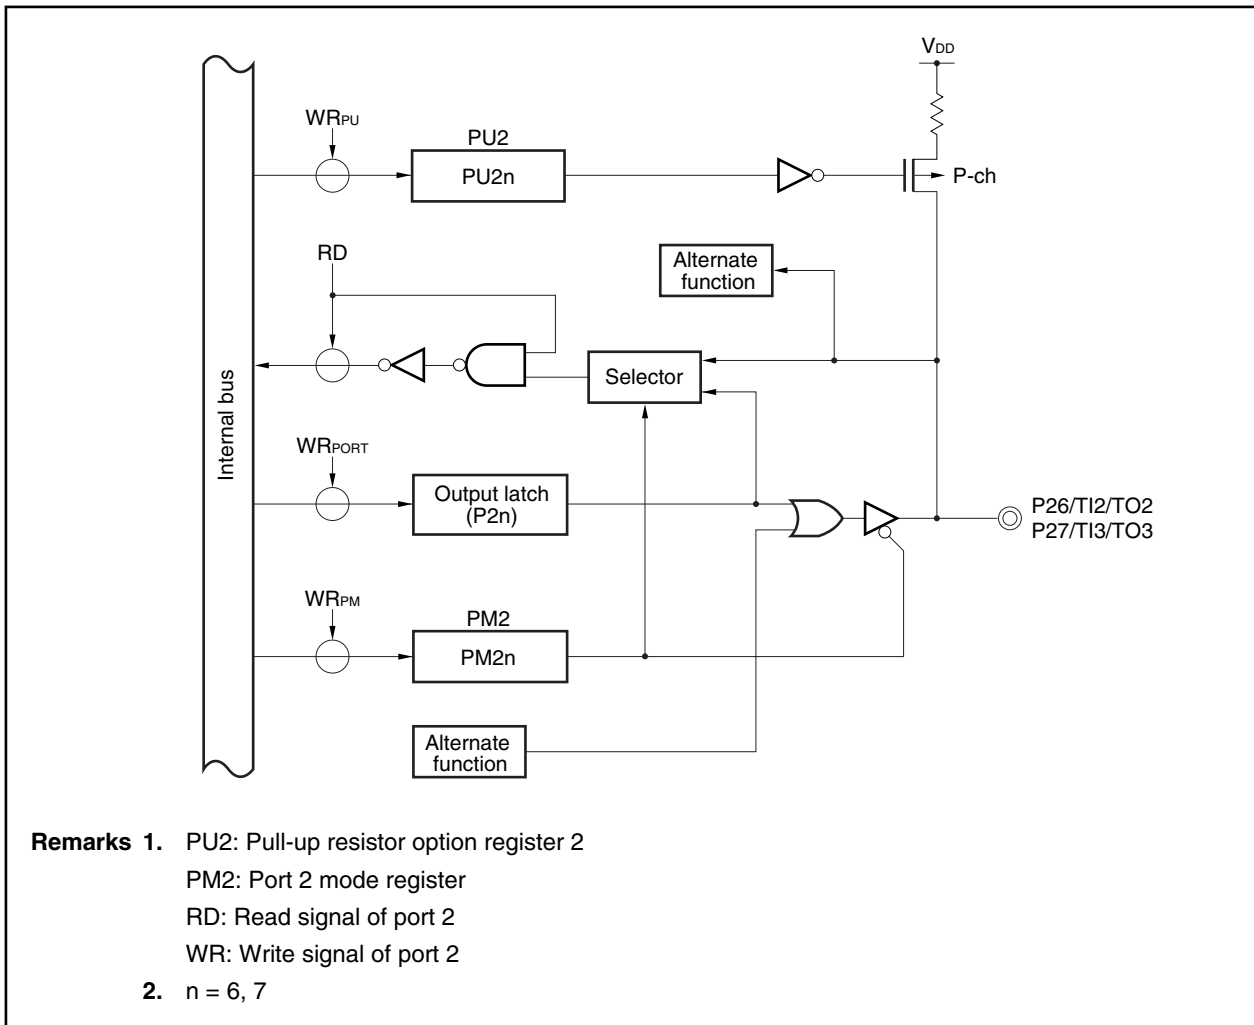 VDD
WRPU
PU2
PU2n
P-ch
RD
Alternate
function
Selector
Internal bus
WRPORT
Output latch
(P2n)
P26/TI2/TO2
P27/TI3/TO3
WRPM
PM2
PM2n
Alternate
function
Remarks 1. PU2: Pull-up resistor option register 2
PM2: Port 2 mode register
RD: Read signal of port 2
WR: Write signal of port 2
2. n = 6, 7